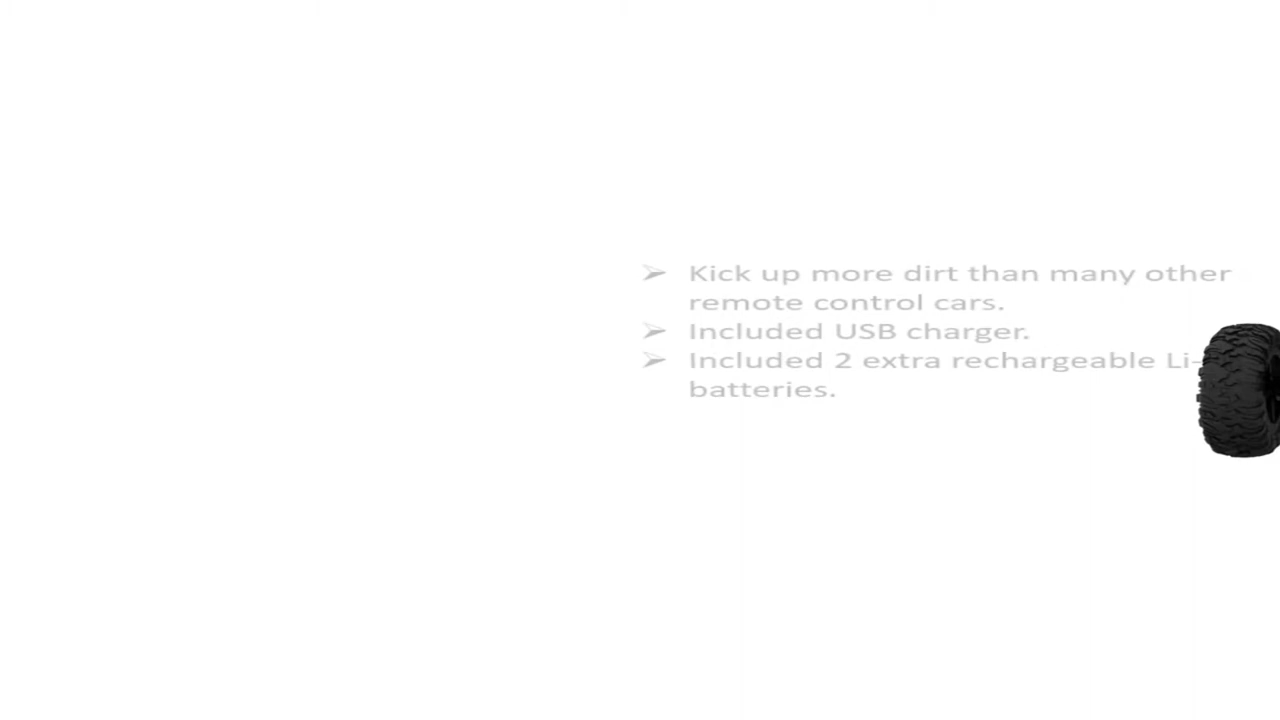 ➢ Kick up more dirt than many other
remote control cars.
➢ Included USB charger.
➢ Included 2 extra rechargeable Li-
batteries.